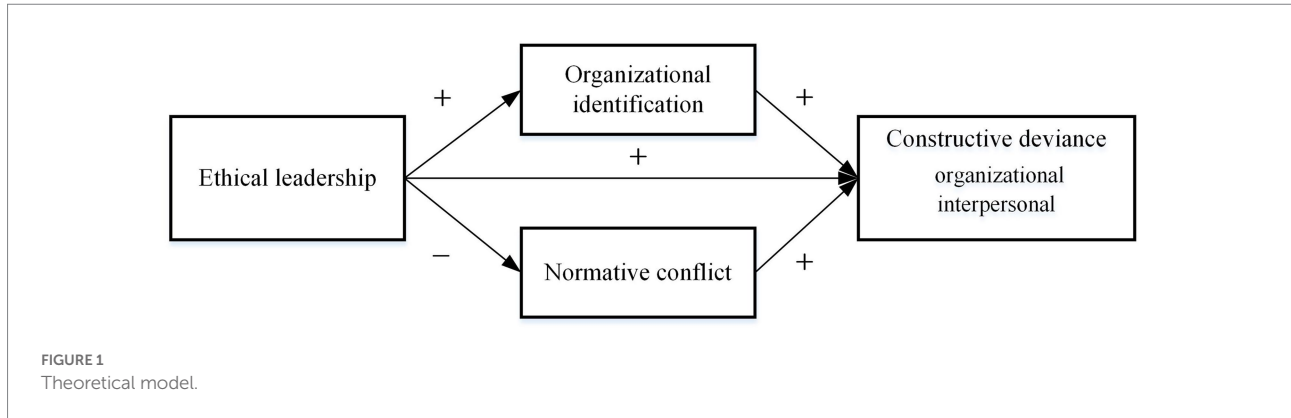 Organizational
identification
+
+
Ethical leadership
+
Constructive deviance
organizational
interpersonal
−
Normative conflict
+
FIGURE 1
Theoretical model.